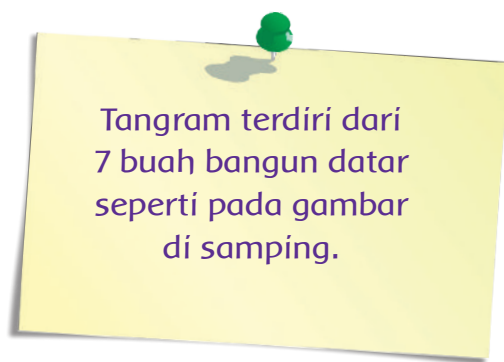 Tangram terdiri dari
7 buah bangun datar
seperti pada gambar
di samping.